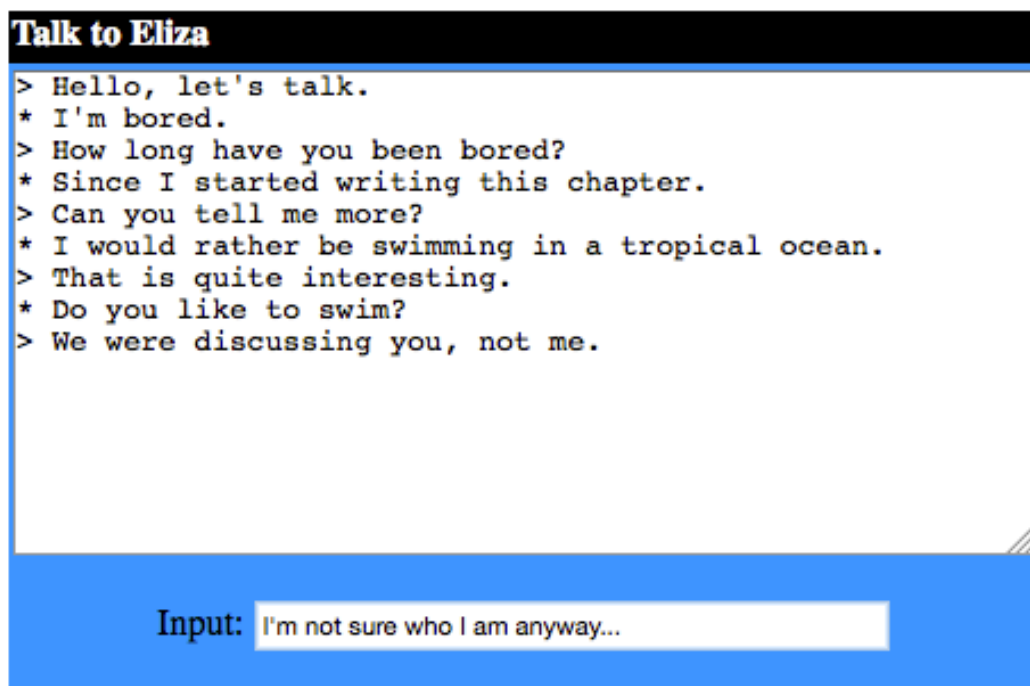 Talk to Eliza
> Hello, let's talk.
* I'm bored.
> How long have you been bored?
* Since I started writing this chapter.
> Can you tell me more?
* I would rather be swimming in a tropical ocean.
> That is quite interesting.
* Do you like to swim?
> We were discussing you, not me.
Input: I'm not sure who I am anyway...